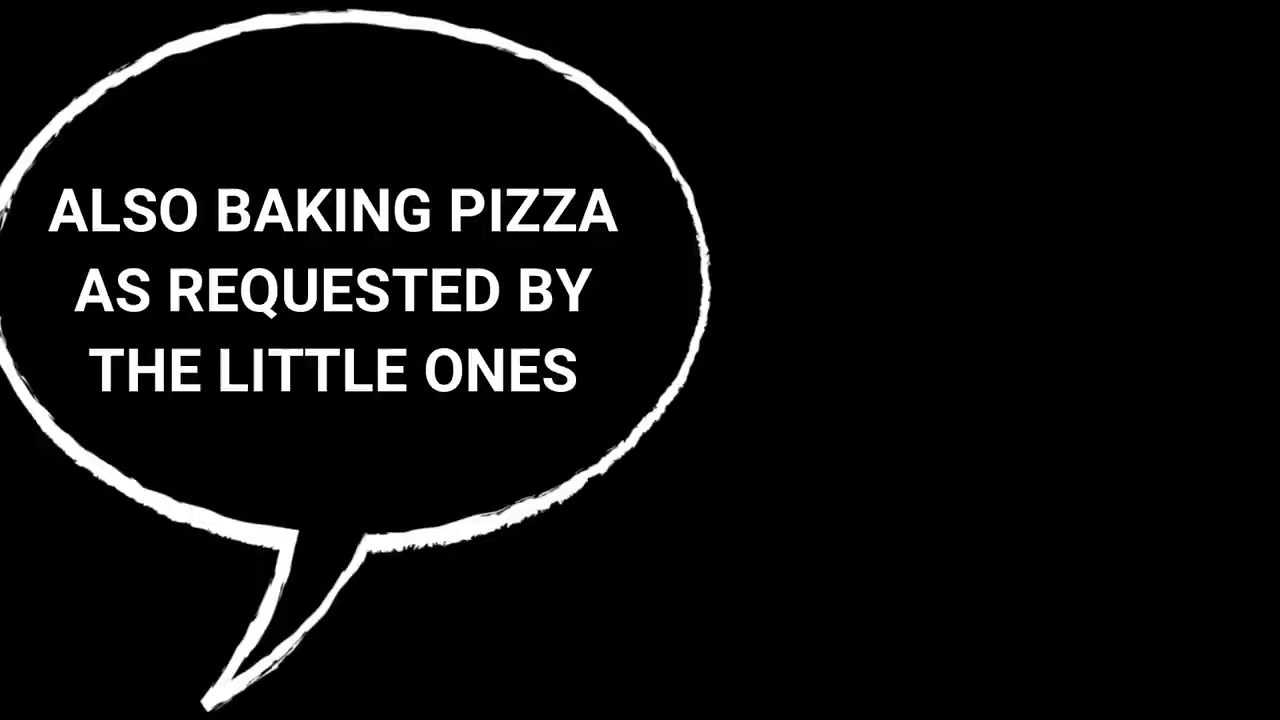 ALSO BAKING PIZZA
AS REQUESTED BY
THE LITTLE ONES